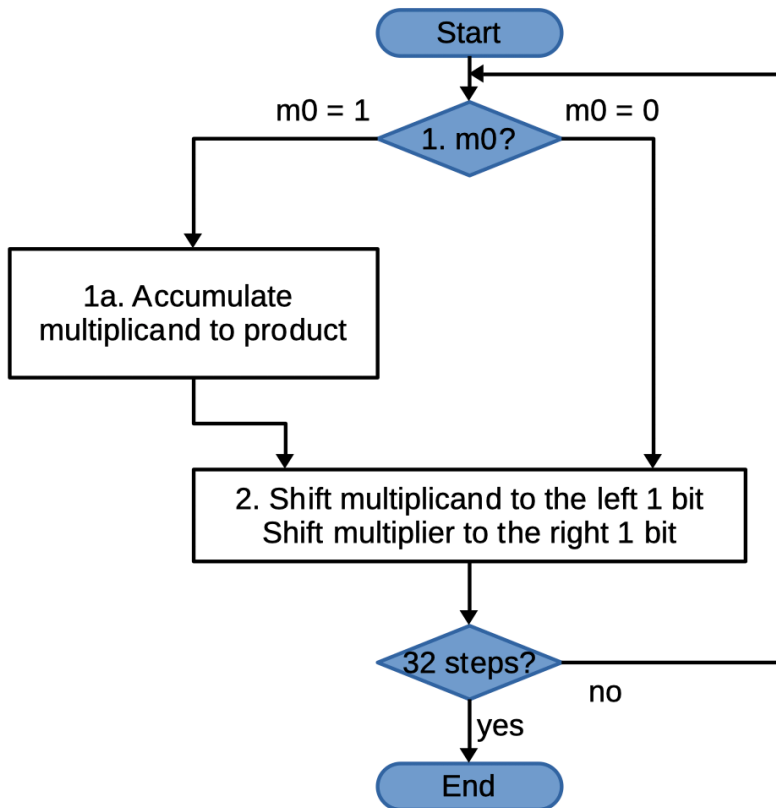 Start
m0 = 1
m0 = 0
1. m0?
1a. Accumulate
multiplicand to product
2. Shift multiplicand to the left 1 bit
Shift multiplier to the right 1 bit
32 steps?
no
yes
End